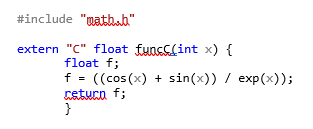 #include "math.h"
extern "C" float funcC(int x) {
float f;
f = ((cos(x) + sin(x)) / exp(x));
return f;
}